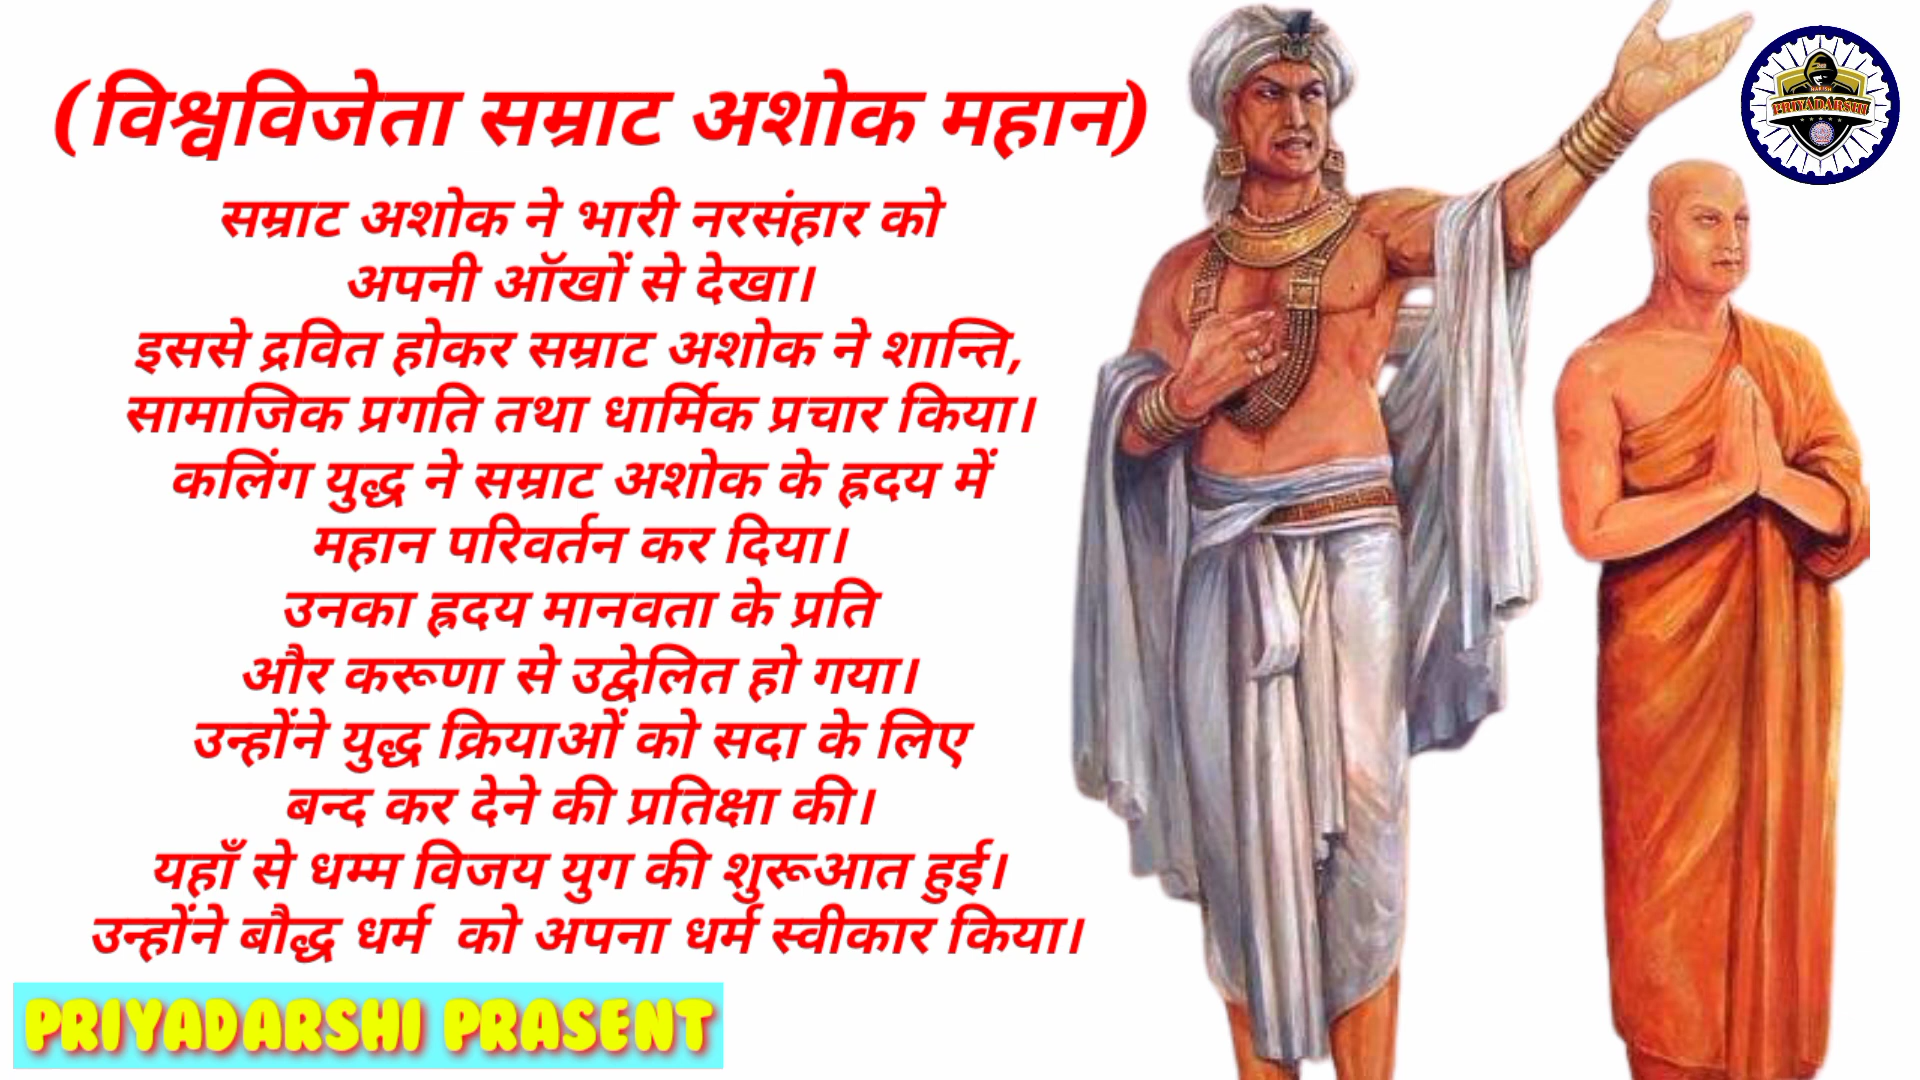 (विश्वविजेता सम्राट अशोक महान)
सम्राट अशोक ने भारी नरसंहार को
अपनी ऑखों से देखा।
इससे द्रवित होकर सम्राट अशोक ने शान्ति,
सामाजिक प्रगति तथा धार्मिक प्रचार किया।
कलिंग युद्ध ने सम्राट अशोक के ह्रदय में
महान परिवर्तन कर दिया।
उनका ह्रदय मानवता के प्रति
और करूणा से उद्वेलित हो गया।
उन्होंने युद्ध क्रियाओं को सदा के लिए
बन्द कर देने की प्रतिक्षा की।
यहाँ से धम्म विजय युग की शुरूआत हुई।
उन्होंने बौद्ध धर्म को अपना धर्म स्वीकार किया।
PRIYADARSHI PRASENT
HARISH
PRIYADARSHI